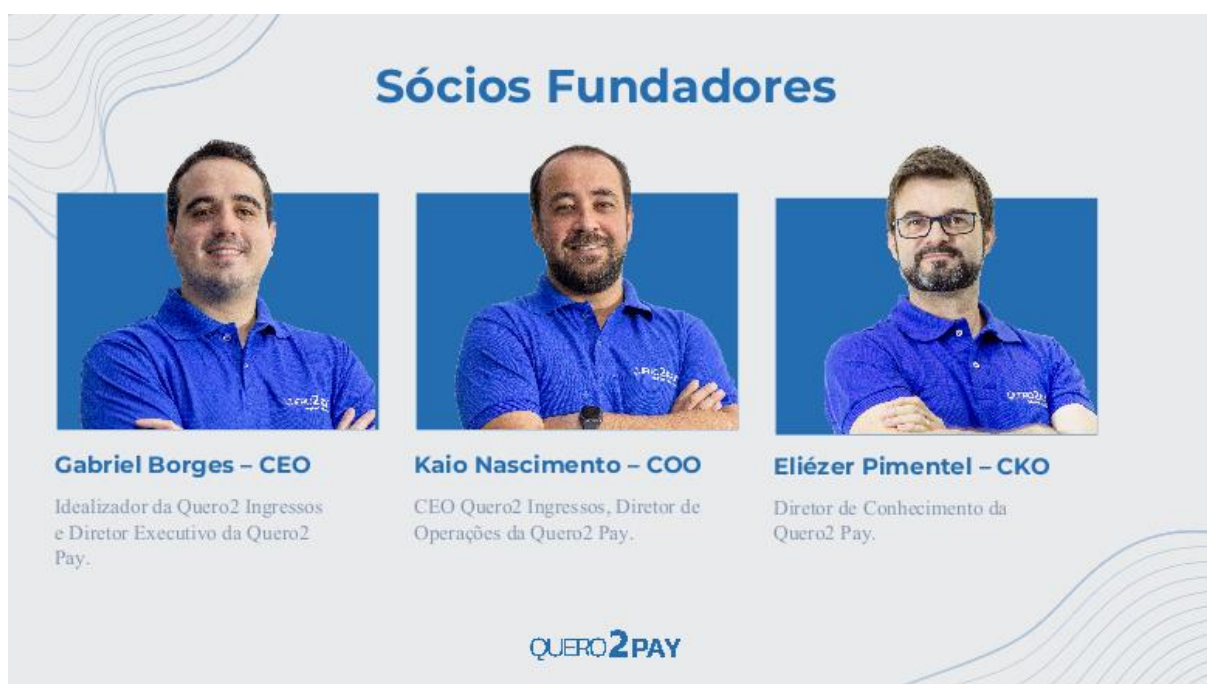 Sócios Fundadores
Gabriel Borges – CEO
Idealizador da Quero2 Ingressos
e Diretor Executivo da Quero2
Pay.
Kaio Nascimento – COO
CEO Quero2 Ingressos, Diretor de
Operações da Quero2 Pay.
Eliézer Pimentel – CKO
Diretor de Conhecimento da
Quero2 Pay.
QUERO2PAY